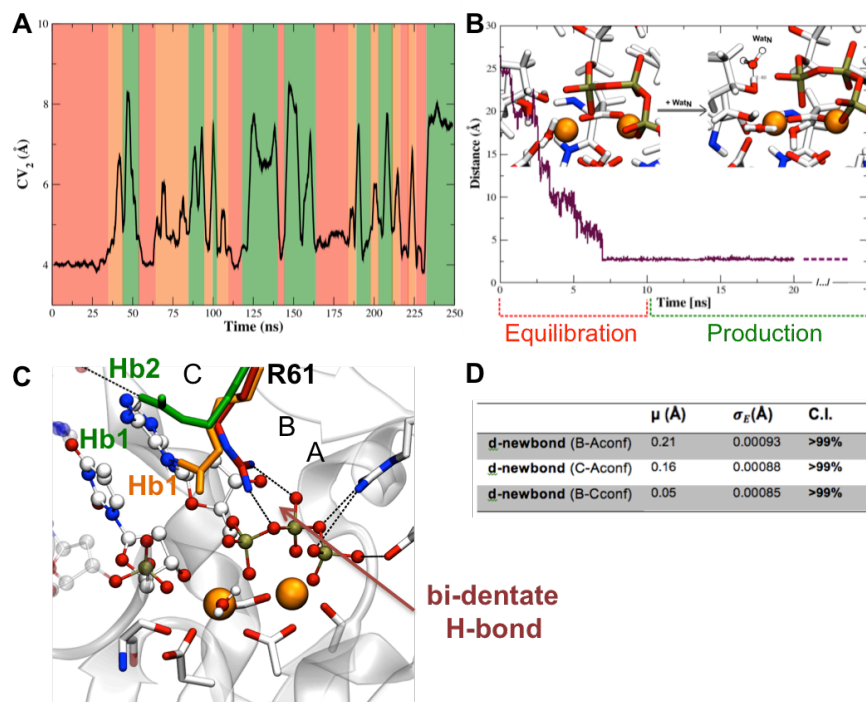 A
10
8
6
4
CV2 (Å)
0 25 50 75 100 125 150 175 200 225 250
Time (ns)
B
30
25
20
15
10
5
0
Distance (Å)
WatN
+ WatN
5 10 15 20 /.../
Time [ns]
Equilibration Production
C
Hb2 C R61
Hb1 B
Hb1 A
bi-dentate
H-bond
D
μ (Å) σE(Å) C.I.
d-newbond (B-Aconf) 0.21 0.00093 >99%
d-newbond (C-Aconf) 0.16 0.00088 >99%
d-newbond (B-Cconf) 0.05 0.00085 >99%